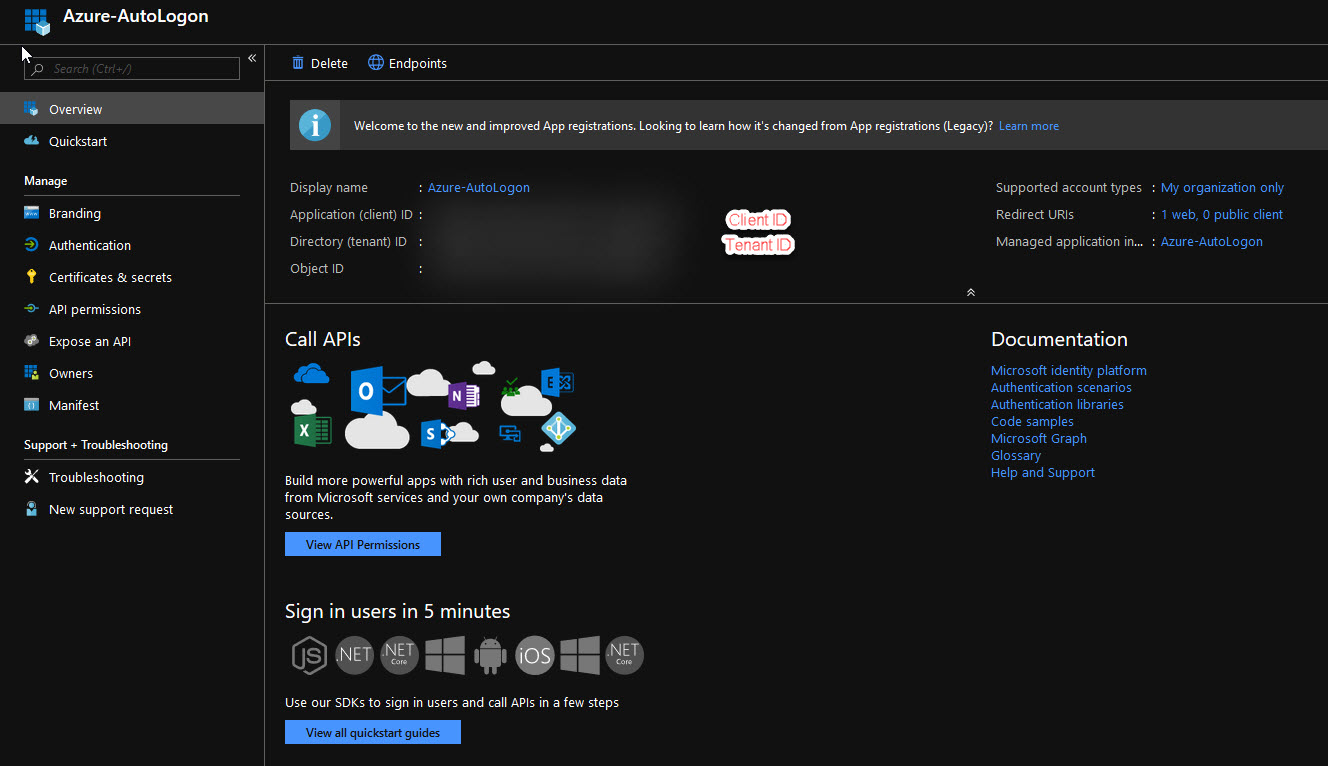 Azure-AutoLogon
Search (Ctrl+/)
Overview
Quickstart
Manage
Branding
Authentication
Certificates & secrets
API permissions
Expose an API
Owners
Manifest
Support + Troubleshooting
Troubleshooting
New support request
Delete
Endpoints
Welcome to the new and improved App registrations. Looking to learn how it's changed from App registrations (Legacy)? Learn more
Display name : Azure-AutoLogon
Application (client) ID :
Client ID
Directory (tenant) ID :
Tenant ID
Object ID :
Supported account types : My organization only
Redirect URIs : 1 web, 0 public client
Managed application in... : Azure-AutoLogon
Call APIs
Build more powerful apps with rich user and business data
from Microsoft services and your own company's data
sources.
View API Permissions
Sign in users in 5 minutes
JS .NET .NET Core iOS .NET Core
Use our SDKs to sign in users and call APIs in a few steps
View all quickstart guides
Documentation
Microsoft identity platform
Authentication scenarios
Authentication libraries
Code samples
Microsoft Graph
Glossary
Help and Support